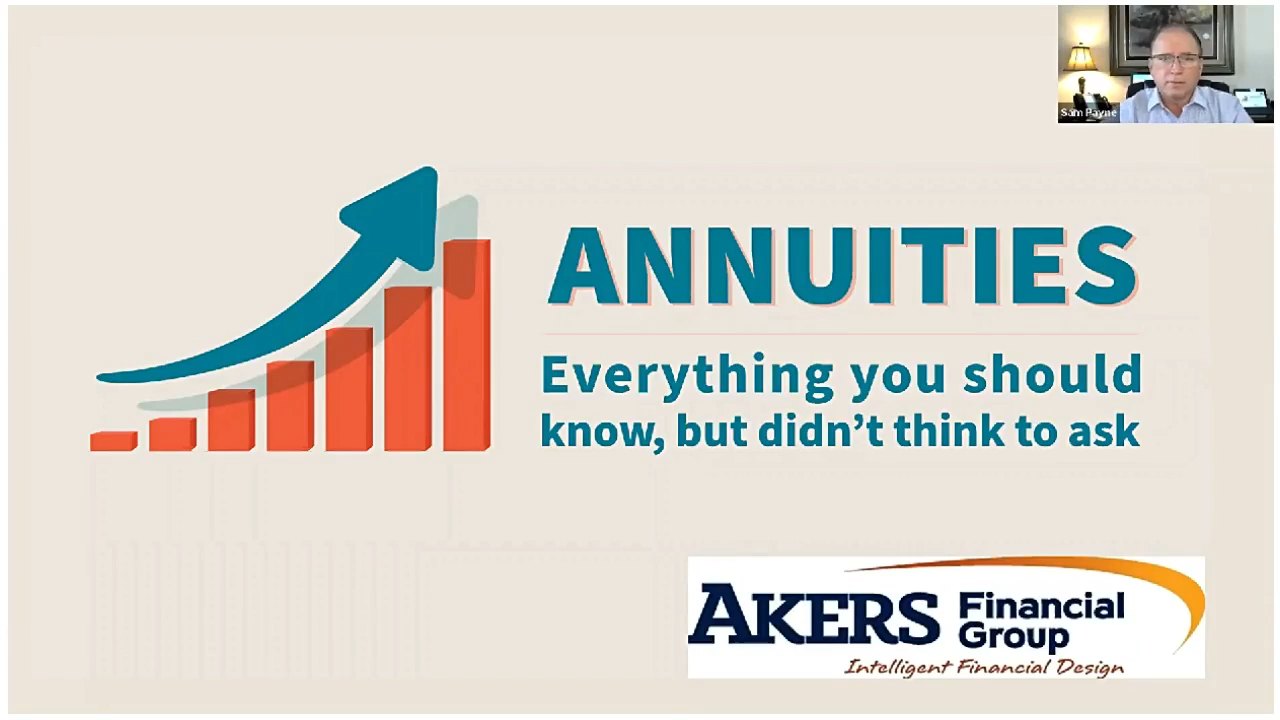 Sam Payne
ANNUITIES
Everything you should
know, but didn’t think to ask
AKERS Financial
Group
Intelligent Financial Design